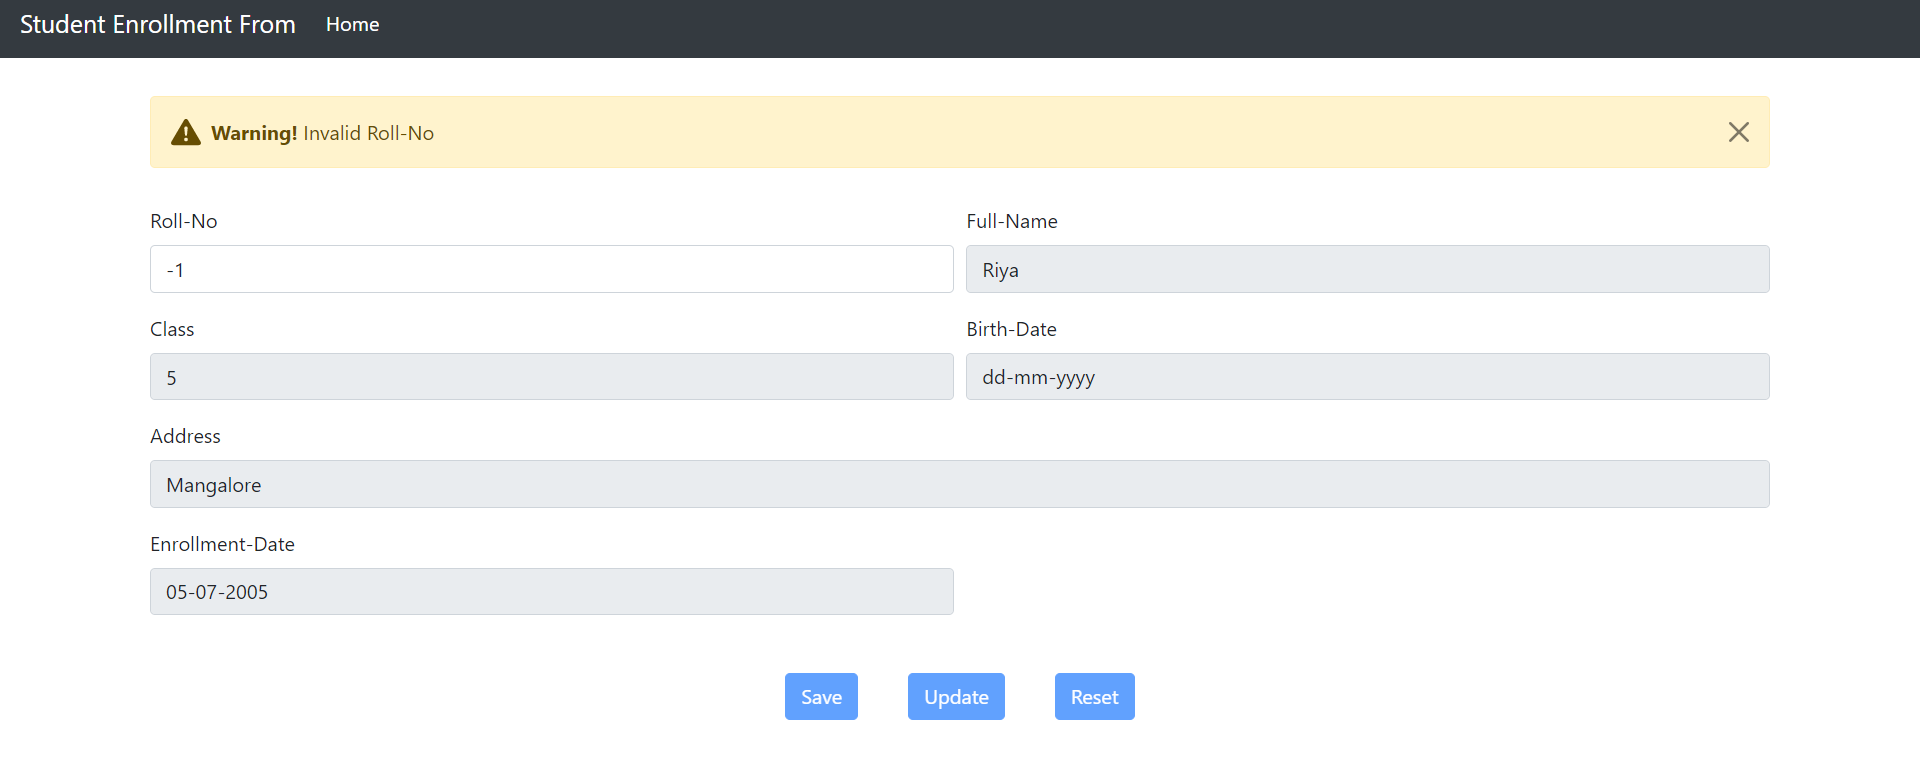 Student Enrollment From Home
Warning! Invalid Roll-No
Roll-No Full-Name
-1 Riya
Class Birth-Date
5 dd-mm-yyyy
Address
Mangalore
Enrollment-Date
05-07-2005
Save Update Reset